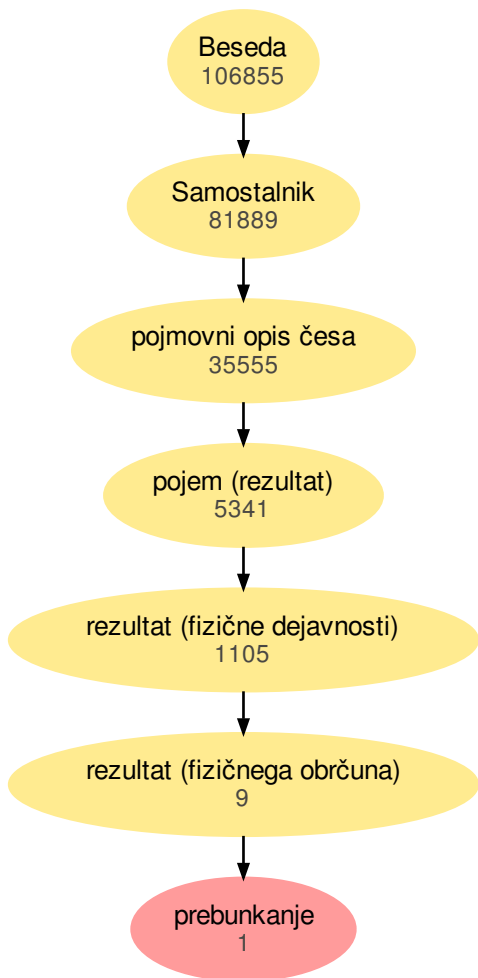 Beseda
106855
Samostalnik
81889
pojmovni opis česa
35555
pojem (rezultat)
5341
rezultat (fizične dejavnosti)
1105
rezultat (fizičnega obrčuna)
9
prebunkanje
1